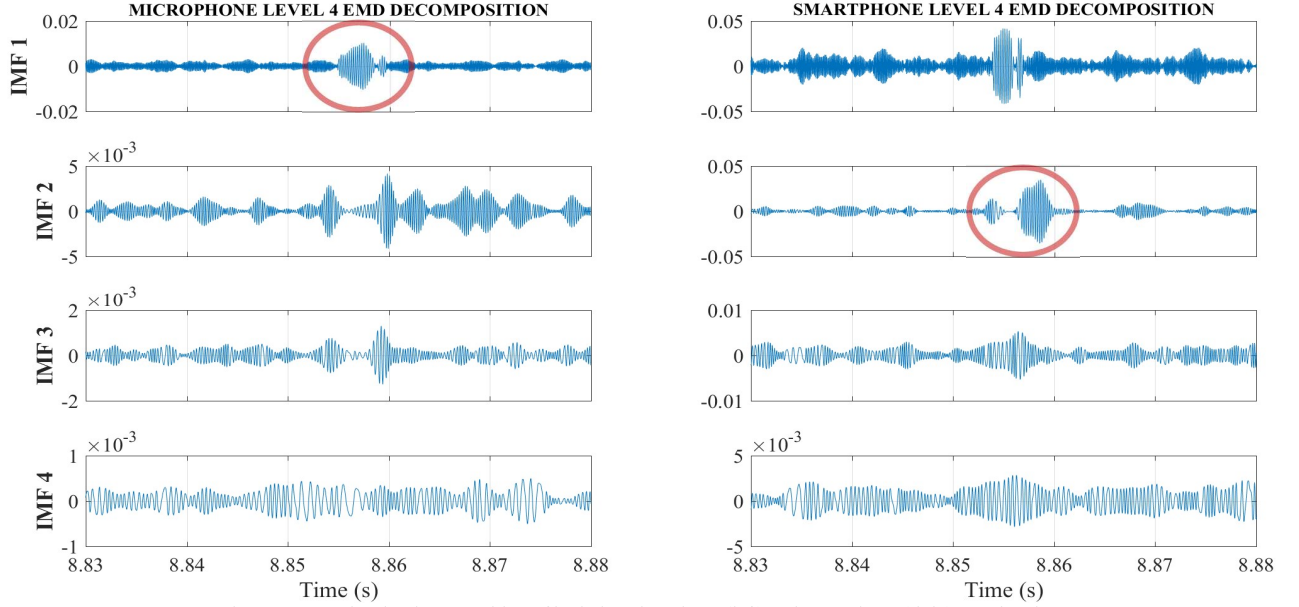 MICROPHONE LEVEL 4 EMD DECOMPOSITION
SMARTPHONE LEVEL 4 EMD DECOMPOSITION
IMF 1
0.02
0
-0.02
0.05
0
-0.05
IMF 2
×10-3
5
0
-5
0.05
0
-0.05
IMF 3
×10-3
2
0
-2
0.01
0
-0.01
IMF 4
×10-3
1
0
-1
×10-3
5
0
-5
8.83 8.84 8.85 8.86 8.87 8.88
8.83 8.84 8.85 8.86 8.87 8.88
Time (s)
Time (s)